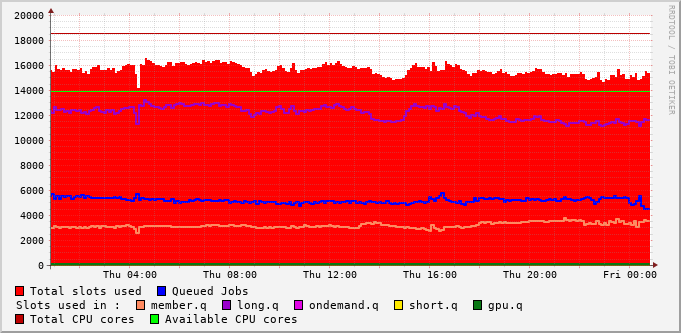 RRDTOOL / TOBI OETIKER
20000
18000
16000
14000
12000
10000
8000
6000
4000
2000
0
Thu 04:00 Thu 08:00 Thu 12:00 Thu 16:00 Thu 20:00 Fri 00:00
Total slots used Queued Jobs
Slots used in : member.q long.q ondemand.q short.q gpu.q
Total CPU cores Available CPU cores